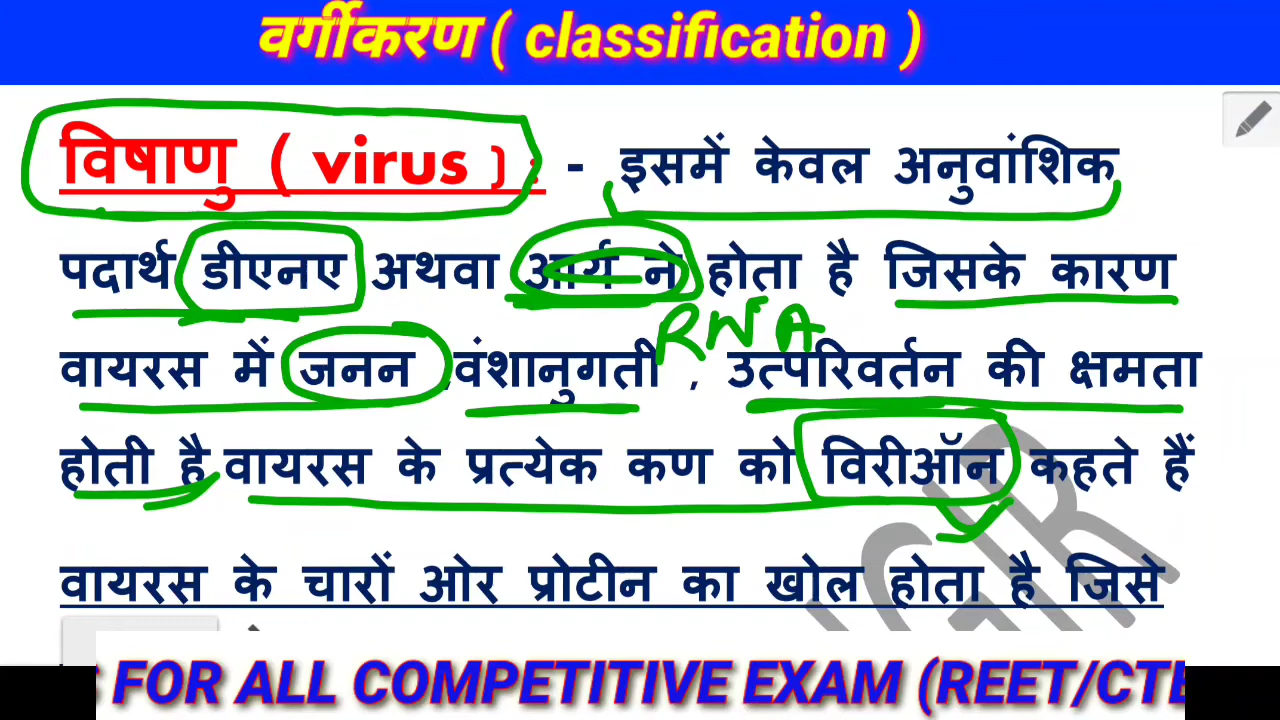 वर्गीकरण ( classification )
विषाणु ( virus ) : - इसमें केवल अनुवांशिक
पदार्थ डीएनए अथवा आर्य ने होता है जिसके कारण
RNA
वायरस में जनन ,वंशानुगती , उत्परिवर्तन की क्षमता
होती है वायरस के प्रत्येक कण को विरीऑन कहते हैं
वायरस के चारों ओर प्रोटीन का खोल होता है जिसे
FOR ALL COMPETITIVE EXAM (REET/CTE